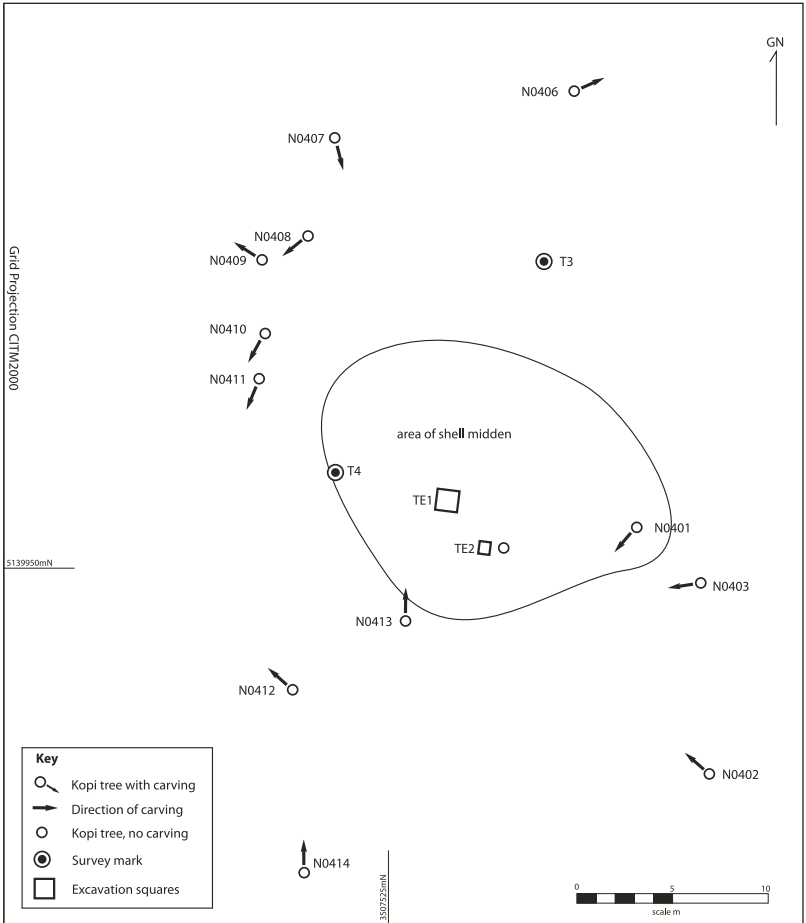 GN
N0406
N0407
N0408
N0409
T3
Grid Projection CITM2000
N0410
N0411
area of shell midden
T4
TE1
N0401
TE2
5139950mN
N0403
N0413
N0412
N0402
Key
Kopi tree with carving
Direction of carving
Kopi tree, no carving
Survey mark
Excavation squares
N0414
3507525mN
0 5 10
scale m